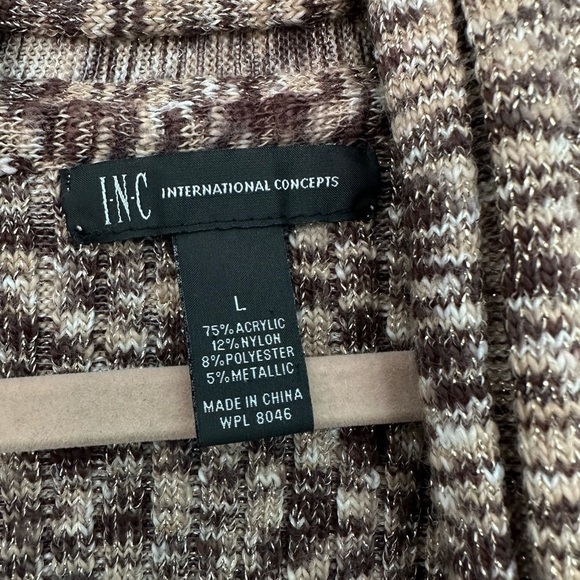 I·N·C INTERNATIONAL CONCEPTS
L
75% ACRYLIC
12% NYLON
8% POLYESTER
5% METALLIC
MADE IN CHINA
WPL 8046